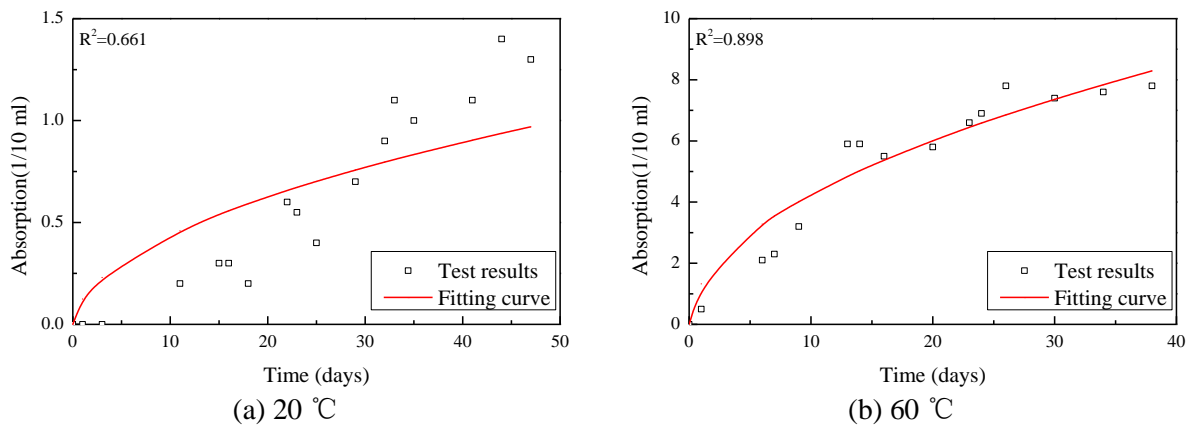 R²=0.661
1.5
1.0
0.5
0.0
Absorption(1/10 ml)
0
10
20
30
40
50
Time (days)
Test results
Fitting curve
(a) 20 ℃
R²=0.898
10
8
6
4
2
0
Absorption(1/10 ml)
0
10
20
30
40
Time (days)
Test results
Fitting curve
(b) 60 ℃